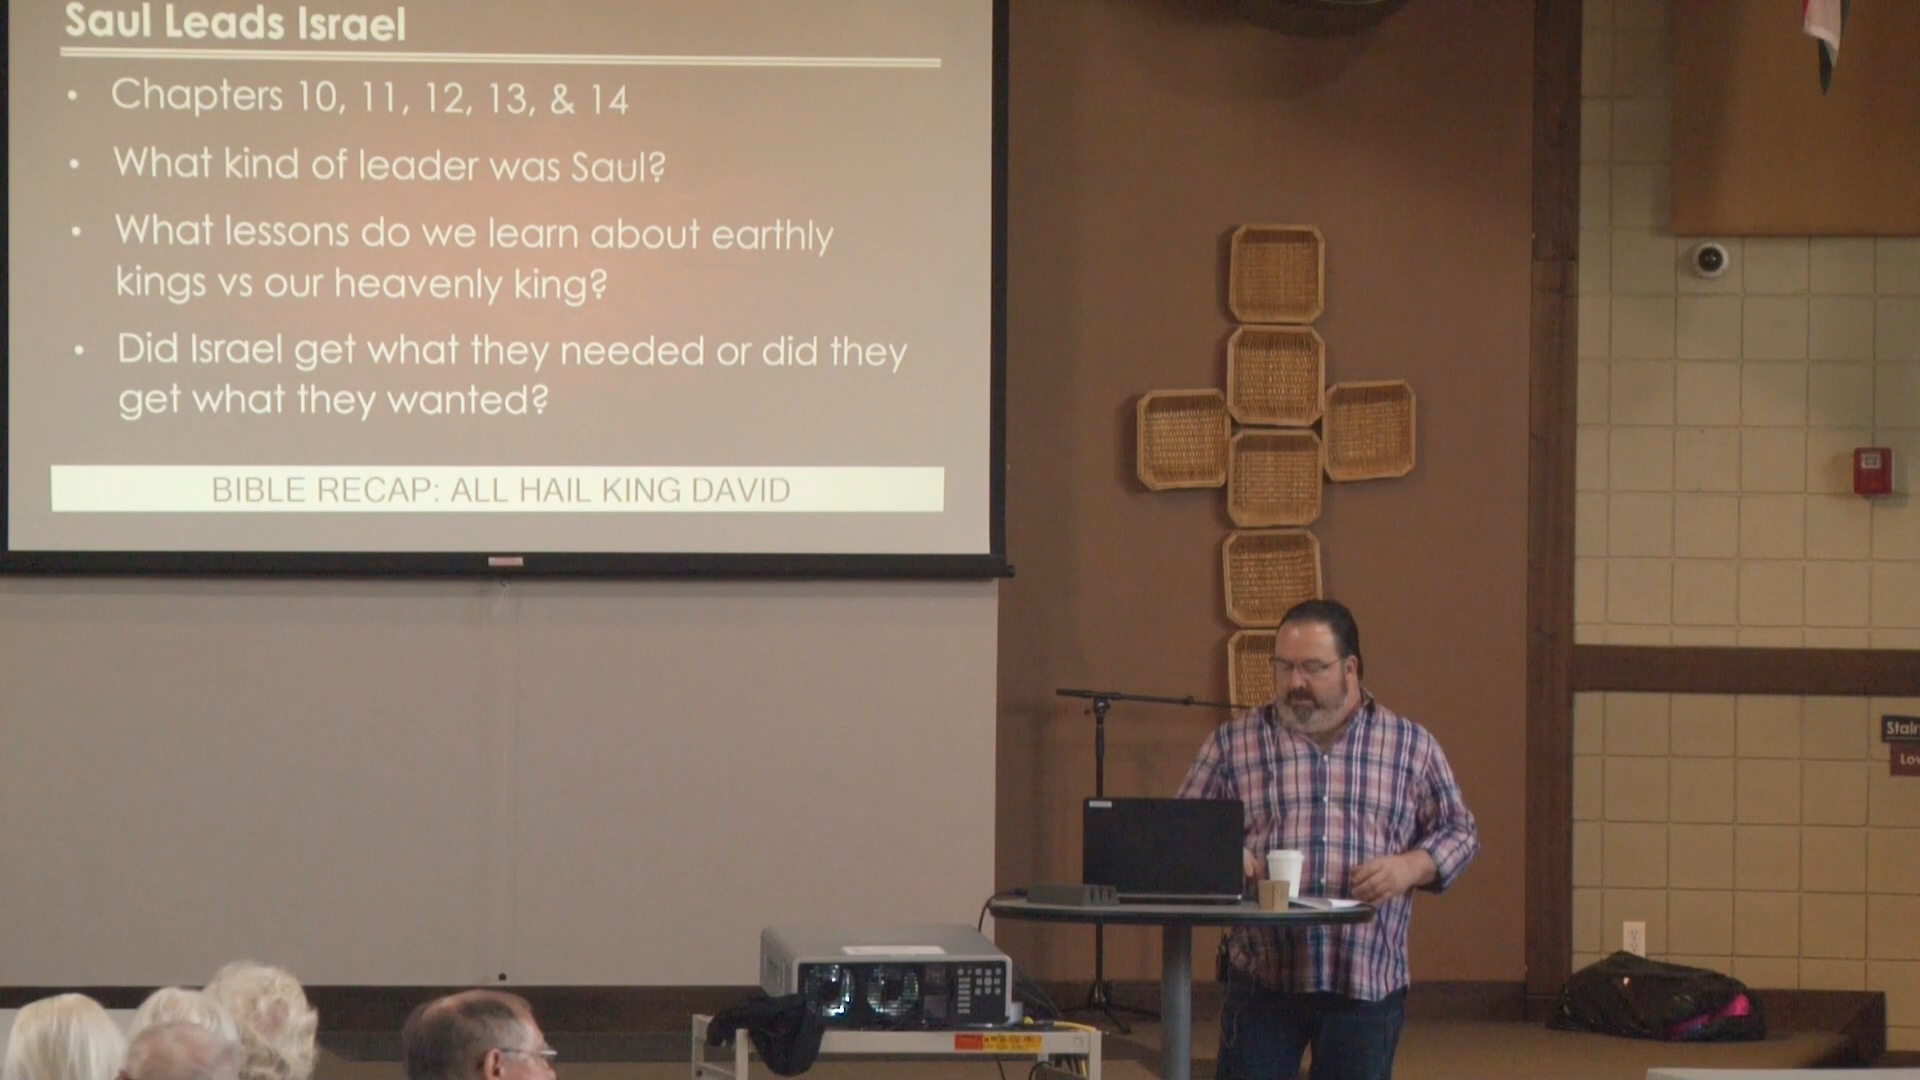 Saul Leads Israel
• Chapters 10, 11, 12, 13, & 14
• What kind of leader was Saul?
• What lessons do we learn about earthly
kings vs our heavenly king?
• Did Israel get what they needed or did they
get what they wanted?
BIBLE RECAP: ALL HAIL KING DAVID